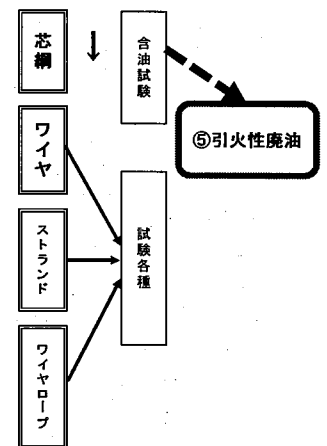 芯綱
含油試験
⑤引火性廃油
ワイヤ
試験各種
ストランド
ワイヤロープ